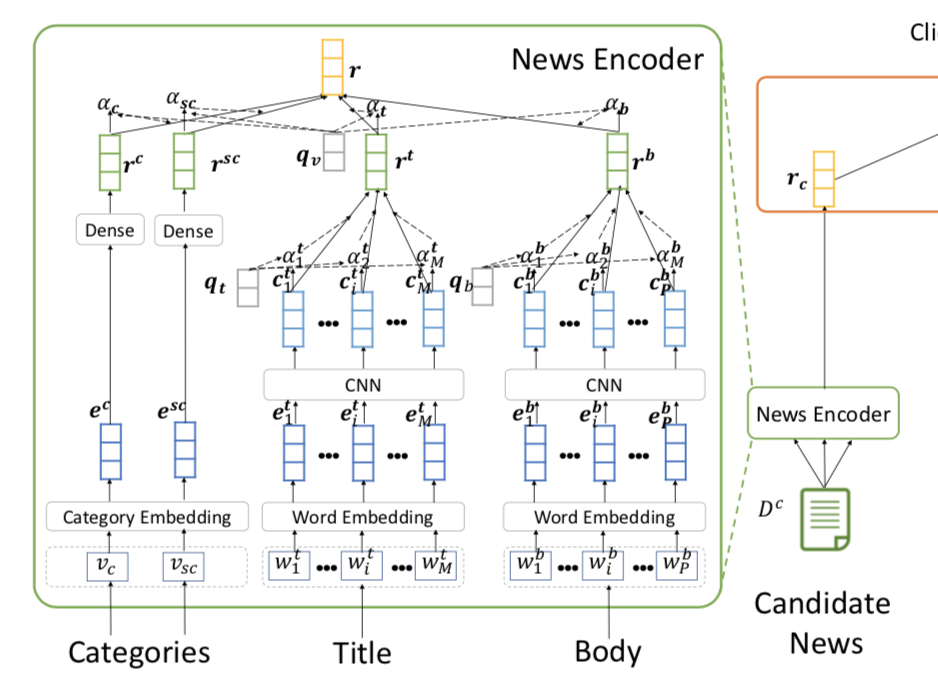 Cli
News Encoder
r
α_c α_sc α_t α_b
r^c r^sc q_v r^t r^b
r_c
Dense Dense
α_1^t α_2^t α_M^t α_1^b α_2^b α_M^b
q_t c_1^t c_i^t c_M^t q_b c_1^b c_i^b c_P^b
••• ••• ••• •••
CNN CNN
e^c e^sc e_1^t e_i^t e_M^t e_1^b e_i^b e_P^b
News Encoder
••• ••• ••• •••
D^c
Category Embedding Word Embedding Word Embedding
v_c v_sc w_1^t ••• w_i^t ••• w_M^t w_1^b ••• w_i^b ••• w_P^b
Candidate
News
Categories Title Body